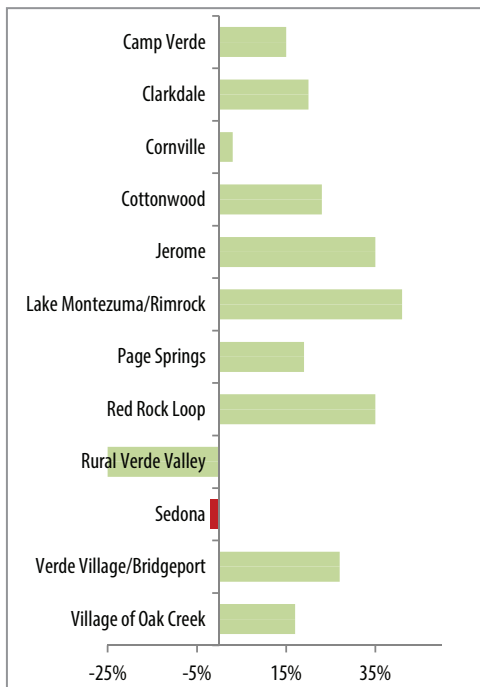 Camp Verde
Clarkdale
Cornville
Cottonwood
Jerome
Lake Montezuma/Rimrock
Page Springs
Red Rock Loop
Rural Verde Valley
Sedona
Verde Village/Bridgeport
Village of Oak Creek
-25% -5% 15% 35%